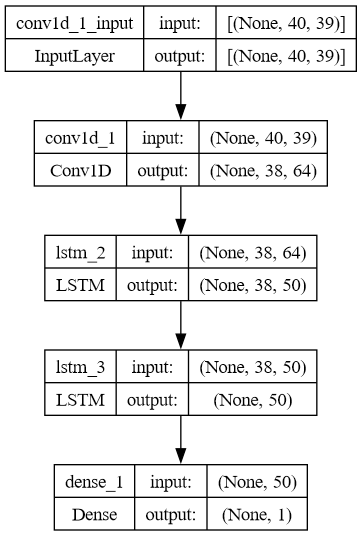 conv1d_1_input input: [(None, 40, 39)]
InputLayer output: [(None, 40, 39)]
conv1d_1 input: (None, 40, 39)
Conv1D output: (None, 38, 64)
lstm_2 input: (None, 38, 64)
LSTM output: (None, 38, 50)
lstm_3 input: (None, 38, 50)
LSTM output: (None, 50)
dense_1 input: (None, 50)
Dense output: (None, 1)